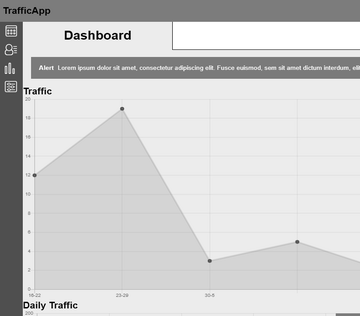 TrafficApp
Dashboard
Alert Lorem ipsum dolor sit amet, consectetur adipiscing elit. Fusce euismod, sem sit amet dictum interdum,
Traffic
20
18
16
14
12
10
8
6
4
2
0
16-22 23-29 30-5
Daily Traffic
200